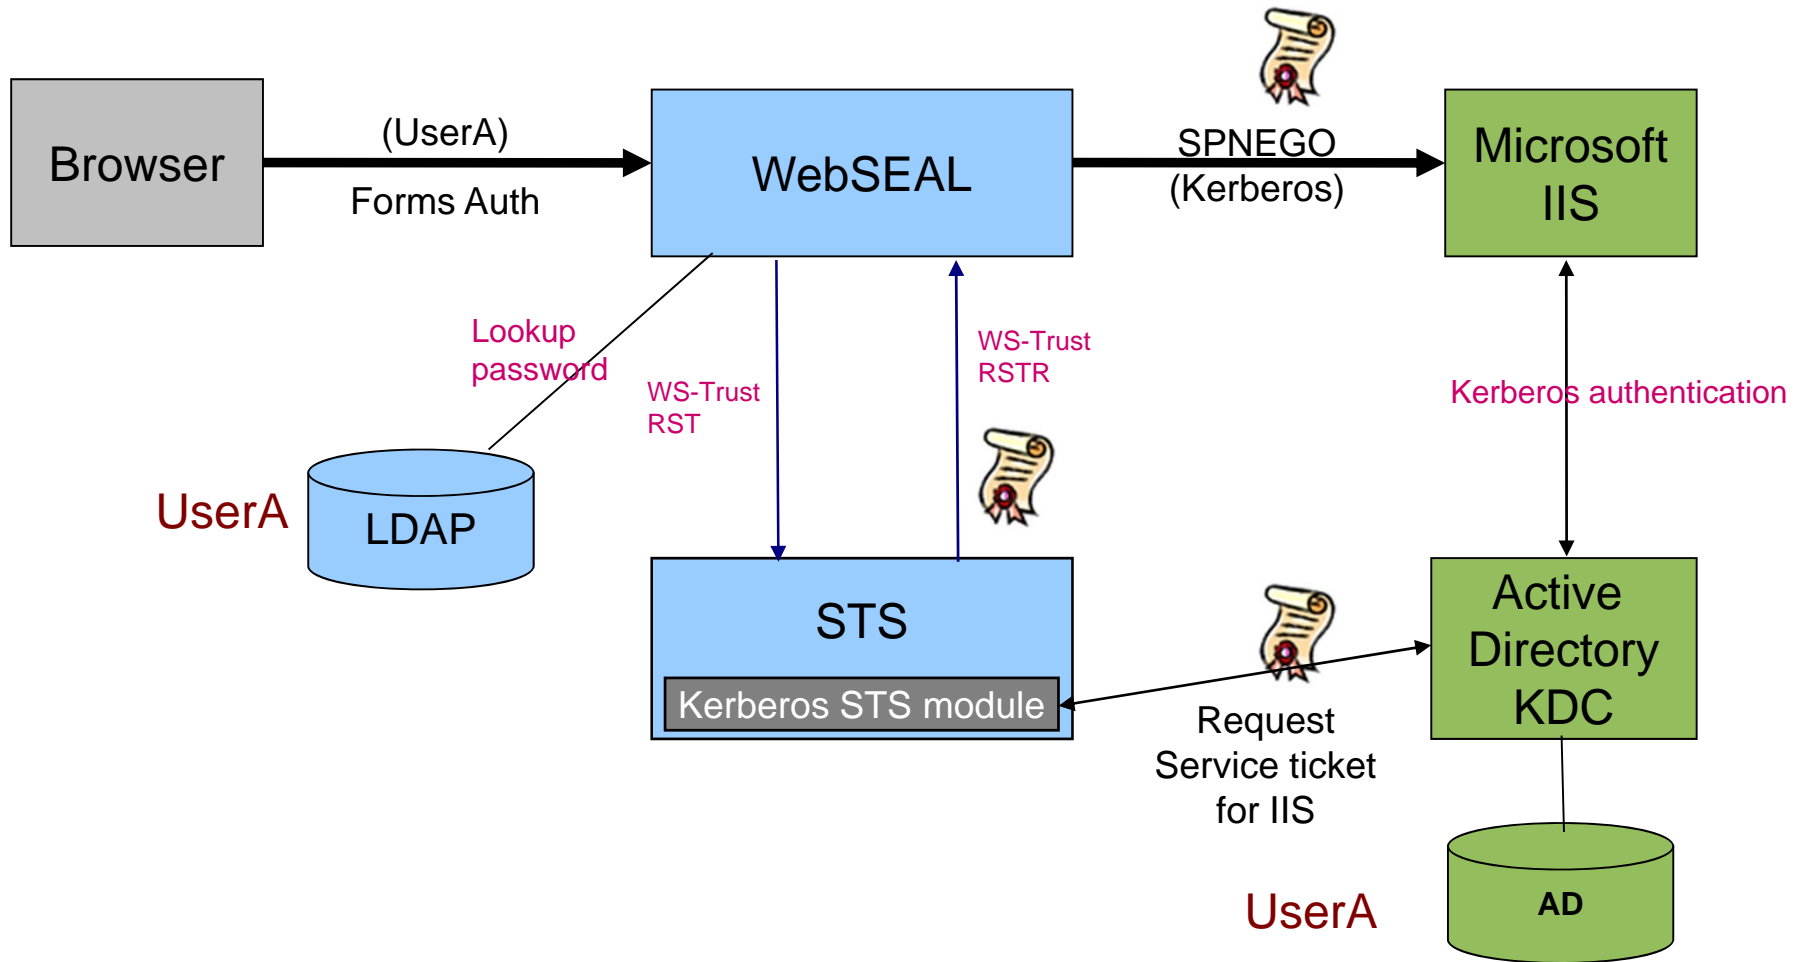 Browser
(UserA)
Forms Auth
WebSEAL
SPNEGO
(Kerberos)
Microsoft
IIS
Lookup
password
WS-Trust
RST
WS-Trust
RSTR
Kerberos authentication
UserA
LDAP
STS
Kerberos STS module
Request
Service ticket
for IIS
Active
Directory
KDC
UserA
AD